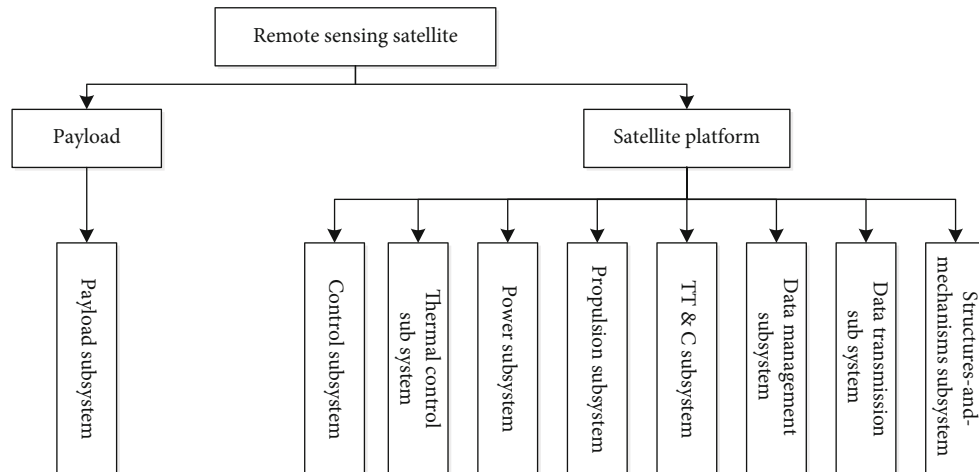 Remote sensing satellite
Payload
Satellite platform
Payload subsystem
Control subsystem
Thermal control
sub system
Power subsystem
Propulsion subsystem
TT & C subsystem
Data management
subsystem
Data transmission
sub system
Structures-and-
mechanisms subsystem